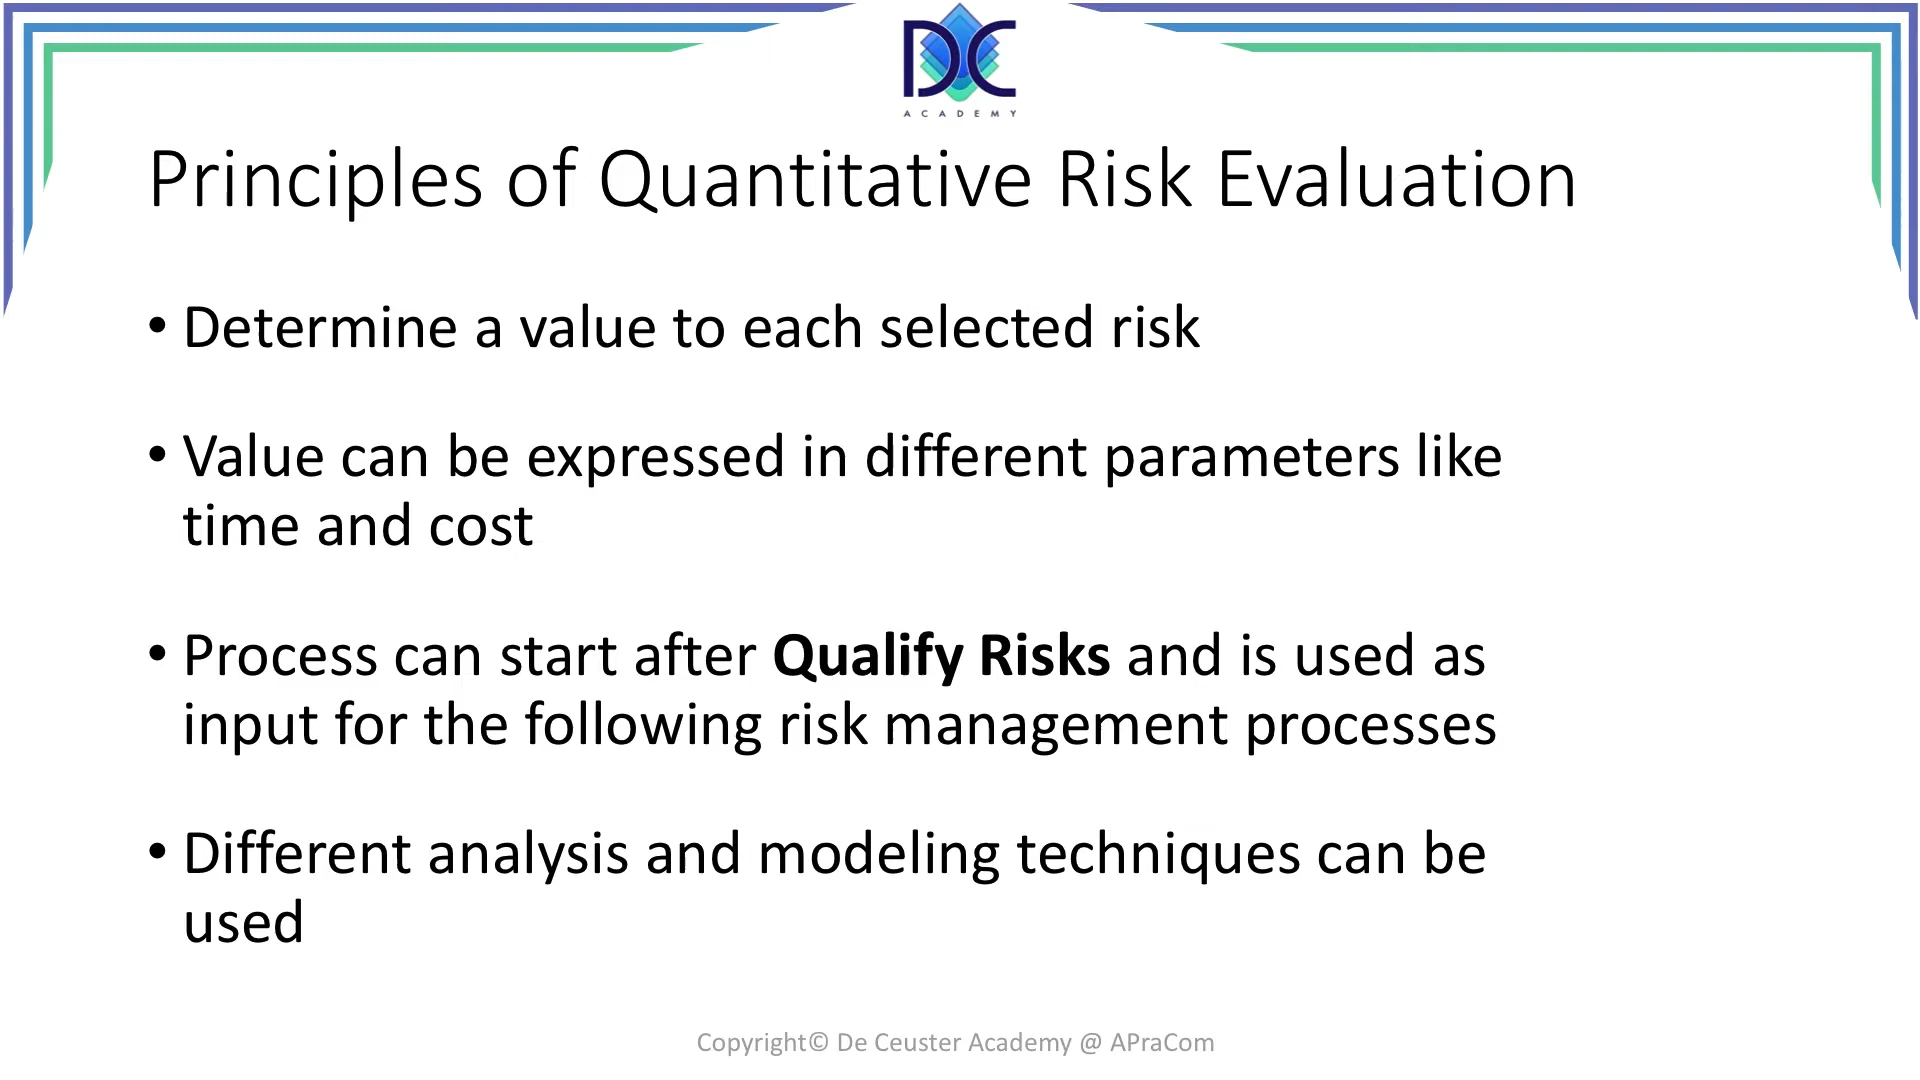 DC
ACADEMY
Principles of Quantitative Risk Evaluation
• Determine a value to each selected risk
• Value can be expressed in different parameters like
time and cost
• Process can start after Qualify Risks and is used as
input for the following risk management processes
• Different analysis and modeling techniques can be
used
Copyright© De Ceuster Academy @ APraCom